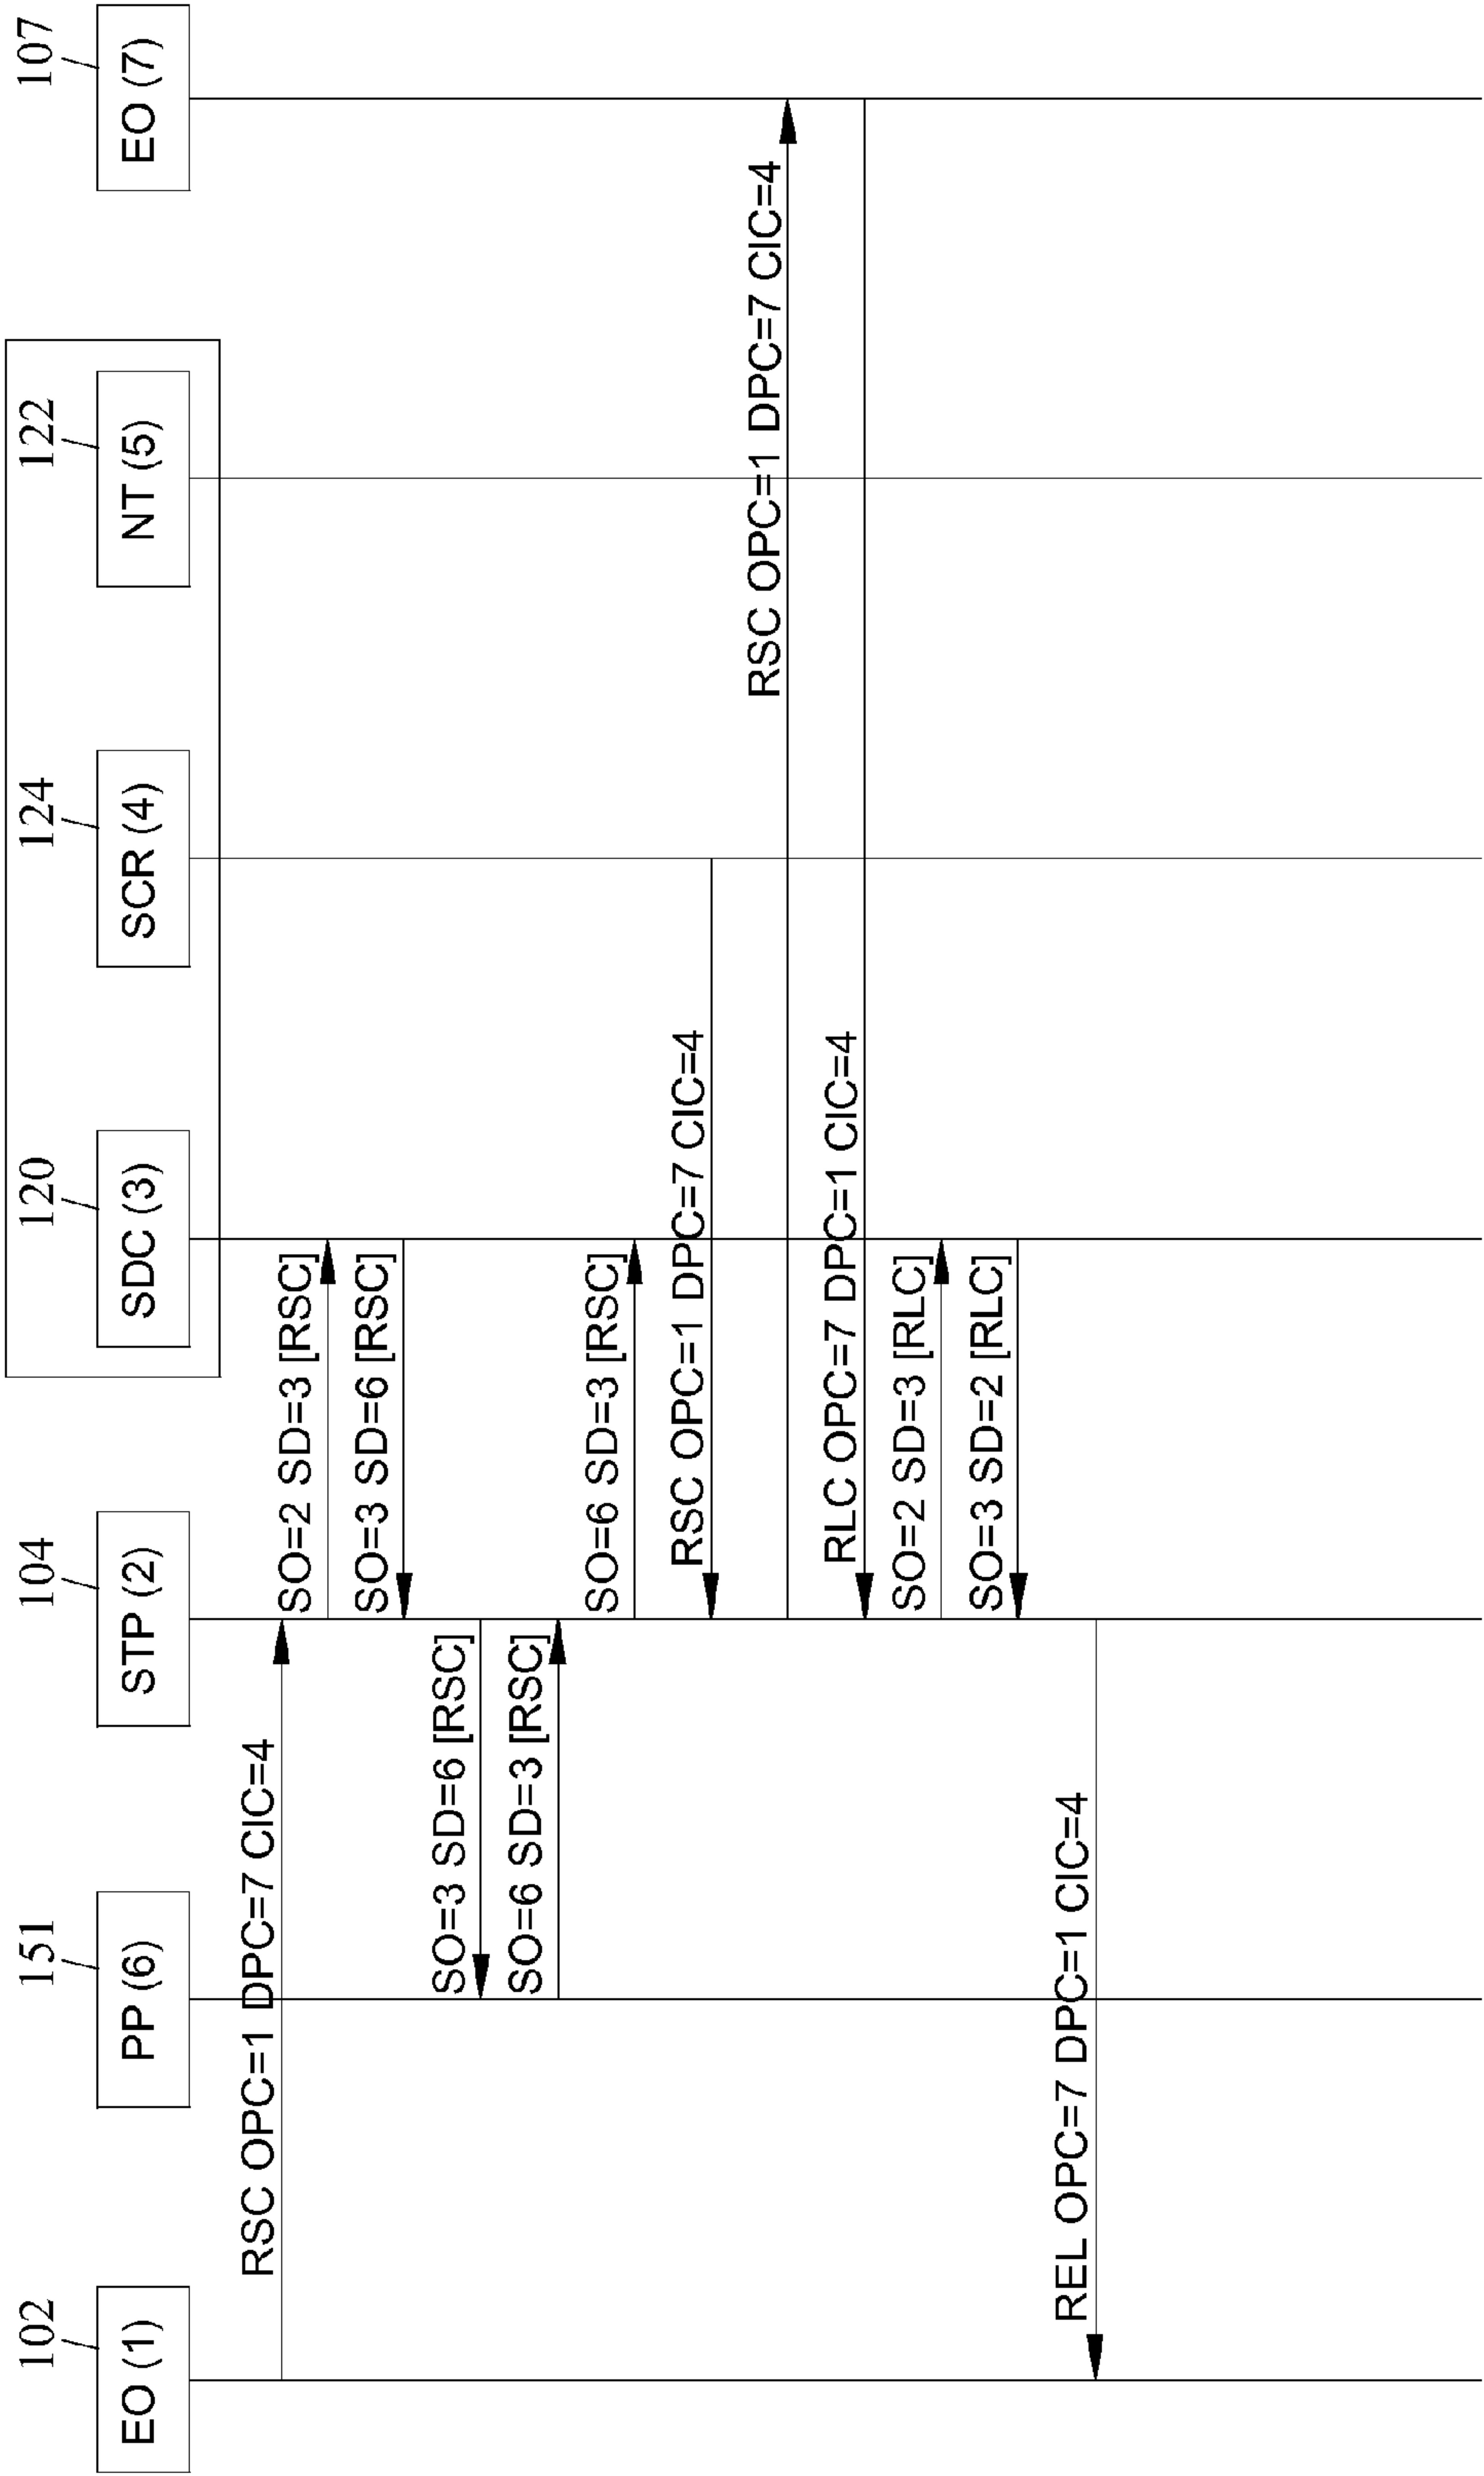 102
151
104
120
124
122
107
EO (1)
PP (6)
STP (2)
SDC (3)
SCR (4)
NT (5)
EO (7)
RSC OPC=1 DPC=7 CIC=4
SO=2 SD=3 [RSC]
SO=3 SD=6 [RSC]
SO=3 SD=6 [RSC]
SO=6 SD=3 [RSC]
SO=6 SD=3 [RSC]
RSC OPC=1 DPC=7 CIC=4
RSC OPC=1 DPC=7 CIC=4
RLC OPC=7 DPC=1 CIC=4
SO=2 SD=3 [RLC]
SO=3 SD=2 [RLC]
REL OPC=7 DPC=1 CIC=4